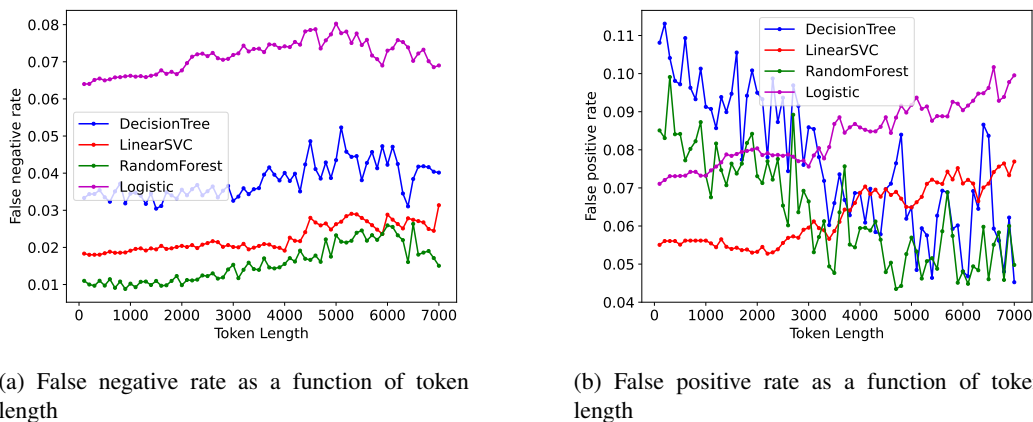 0.08
0.07
0.06
0.05
0.04
0.03
0.02
0.01
False negative rate
DecisionTree
LinearSVC
RandomForest
Logistic
0 1000 2000 3000 4000 5000 6000 7000
Token Length
0.11
0.10
0.09
0.08
0.07
0.06
0.05
0.04
False positive rate
DecisionTree
LinearSVC
RandomForest
Logistic
0 1000 2000 3000 4000 5000 6000 7000
Token Length
a) False negative rate as a function of token
length
(b) False positive rate as a function of toke
length